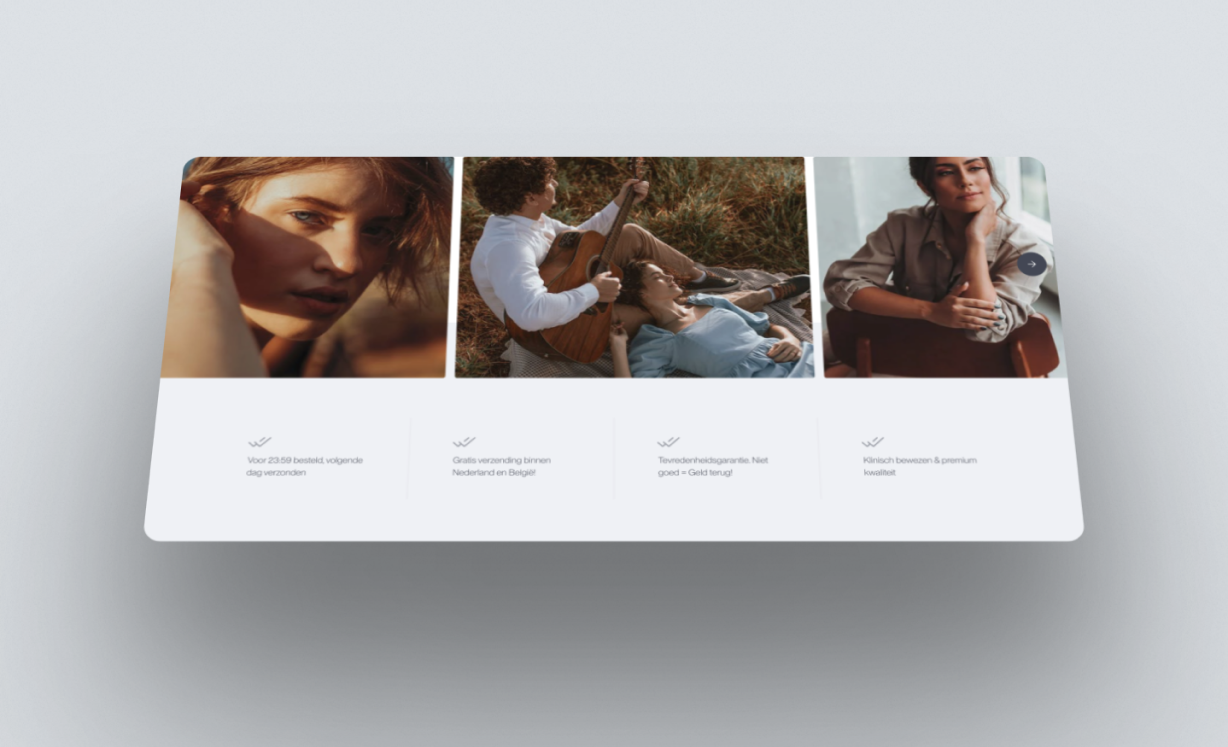 Voor 23:59 besteld, volgende
dag verzonden
Gratis verzending binnen
Nederland en België!
Tevredenheidsgarantie. Niet
goed = Geld terug!
Klinisch bewezen & premium
kwaliteit